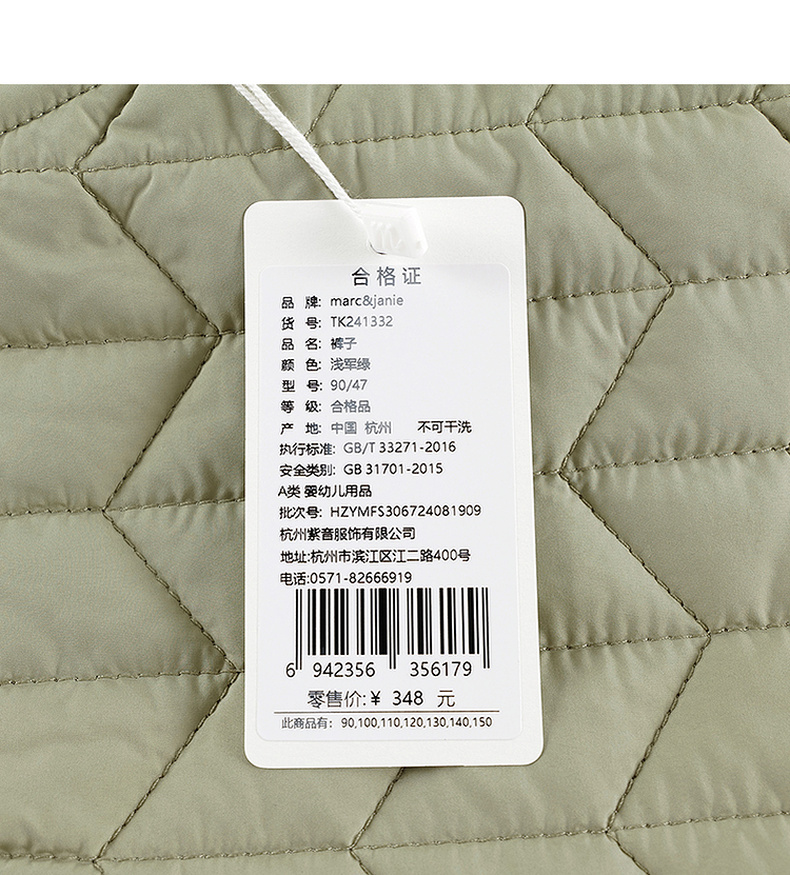 合格证
品 牌: marc&janie
货 号: TK241332
品 名: 裤子
颜 色: 浅军绿
型 号: 90/47
等 级: 合格品
产 地: 中国 杭州 不可干洗
执行标准: GB/T 33271-2016
安全类别: GB 31701-2015
A类 婴幼儿用品
批次号: HZYMFS306724081909
杭州紫音服饰有限公司
地址:杭州市滨江区江二路400号
电话:0571-82666919
6 942356 356179
零售价:¥ 348 元
此商品有: 90,100,110,120,130,140,150